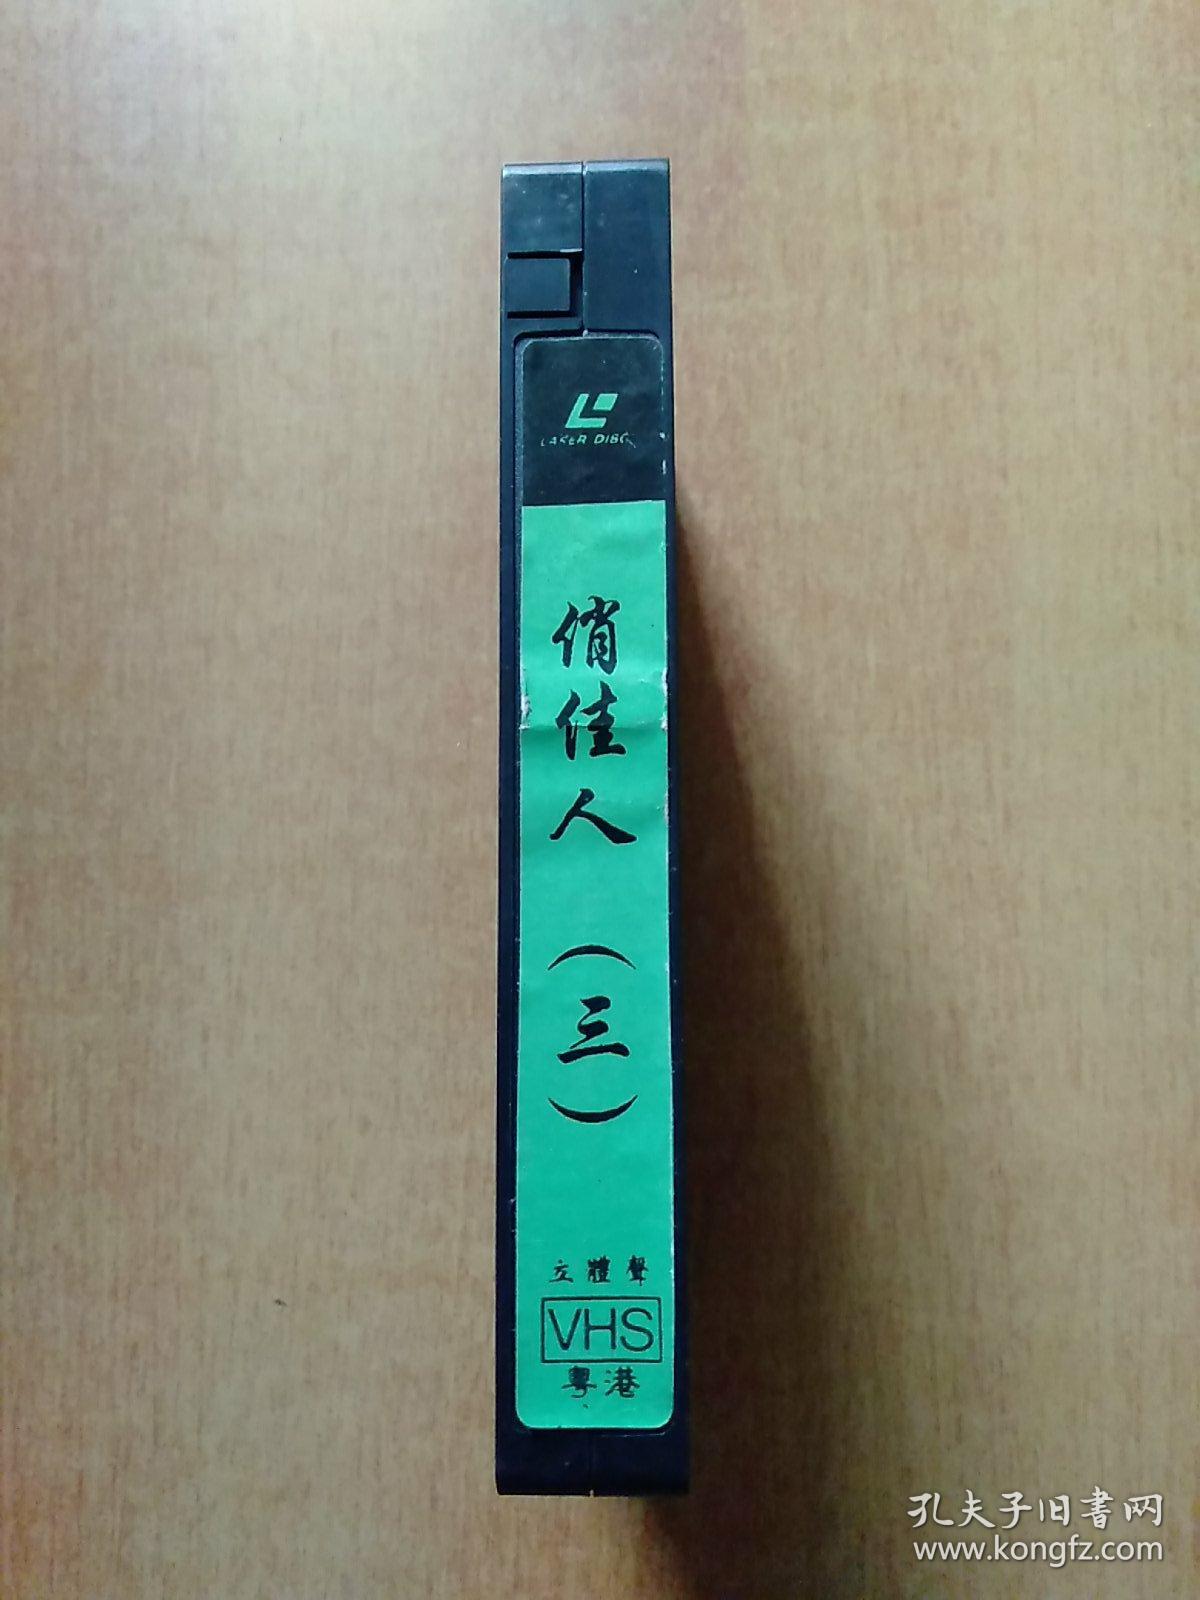 LASER DISC
俏佳人(三)
立體聲
VHS
粤港
孔夫子旧书网
www.kongfz.com